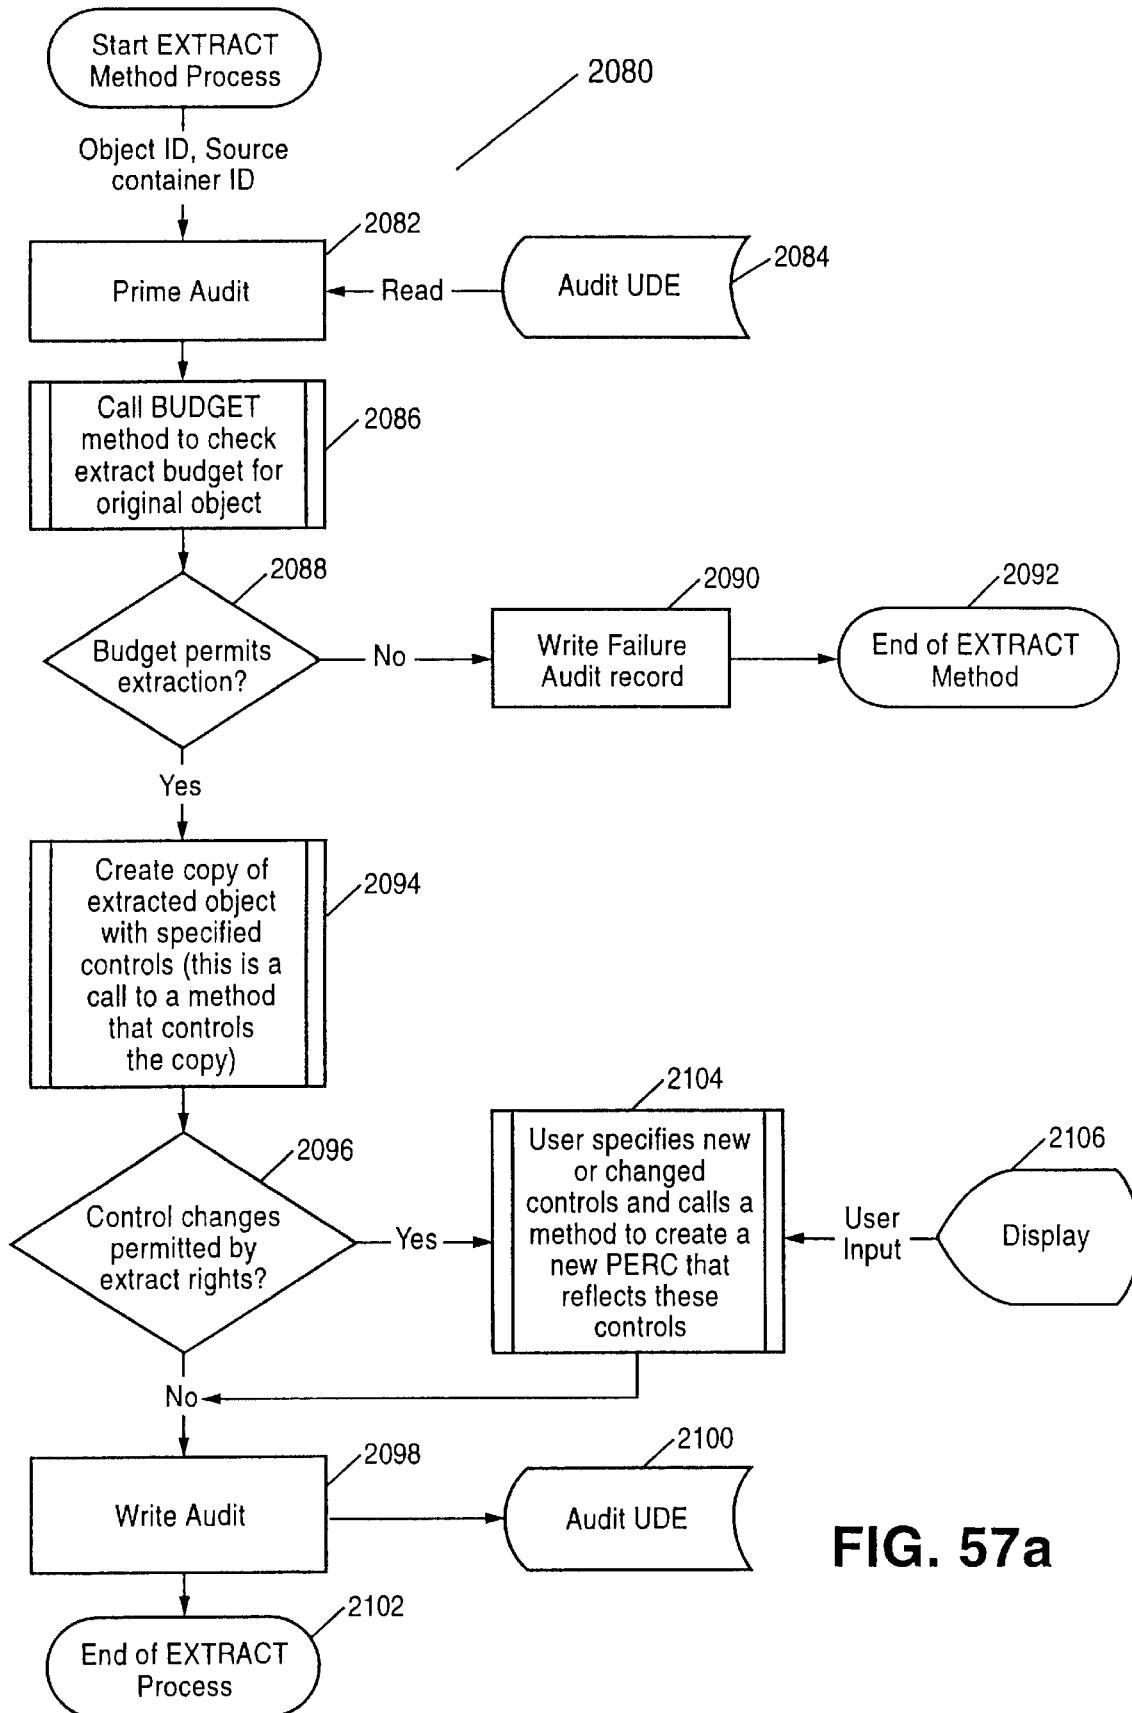 Start EXTRACT
Method Process
2080
Object ID, Source
container ID
2082
Prime Audit
Read
Audit UDE
2084
Call BUDGET
method to check
extract budget for
original object
2086
2088
Budget permits
extraction?
No
2090
Write Failure
Audit record
2092
End of EXTRACT
Method
Yes
Create copy of
extracted object
with specified
controls (this is a
call to a method
that controls
the copy)
2094
2096
Control changes
permitted by
extract rights?
Yes
2104
User specifies new
or changed
controls and calls a
method to create a
new PERC that
reflects these
controls
User
Input
2106
Display
No
2098
Write Audit
2100
Audit UDE
FIG. 57a
2102
End of EXTRACT
Process